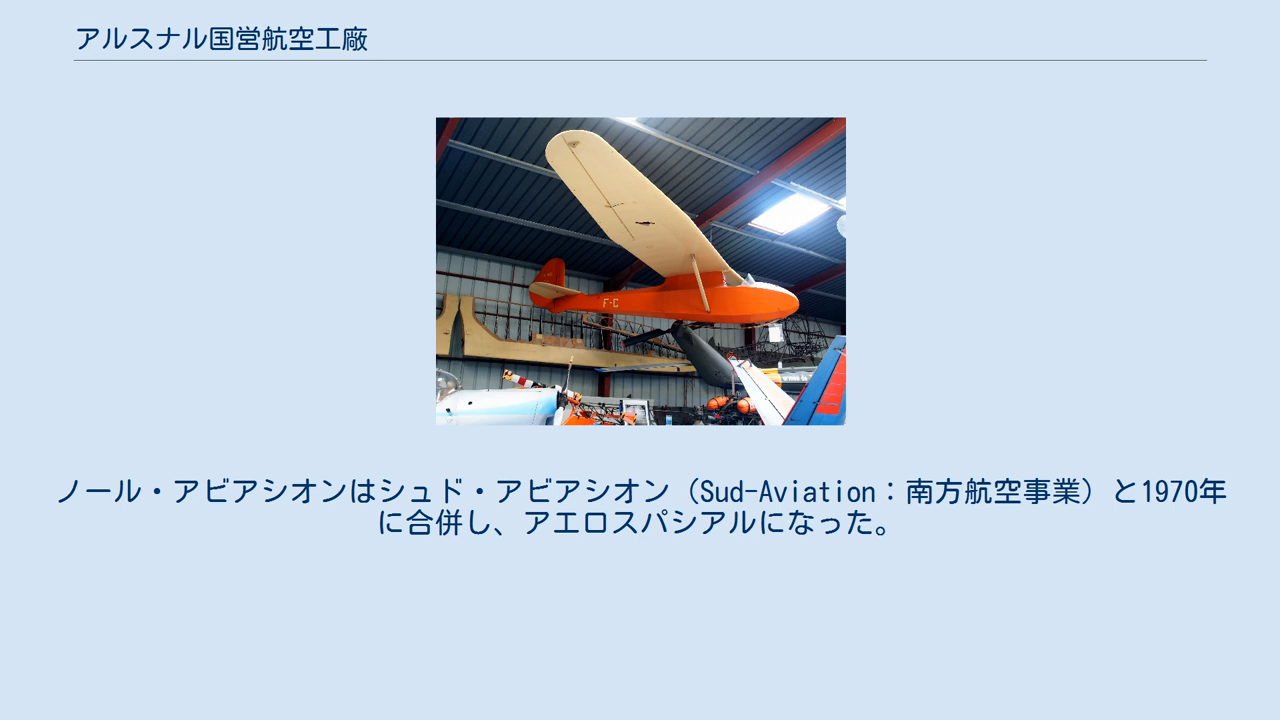 アルスナル国営航空工廠
F-C
ノール・アビアシオンはシュド・アビアシオン（Sud-Aviation：南方航空事業）と1970年
に合併し、アエロスパシアルになった。